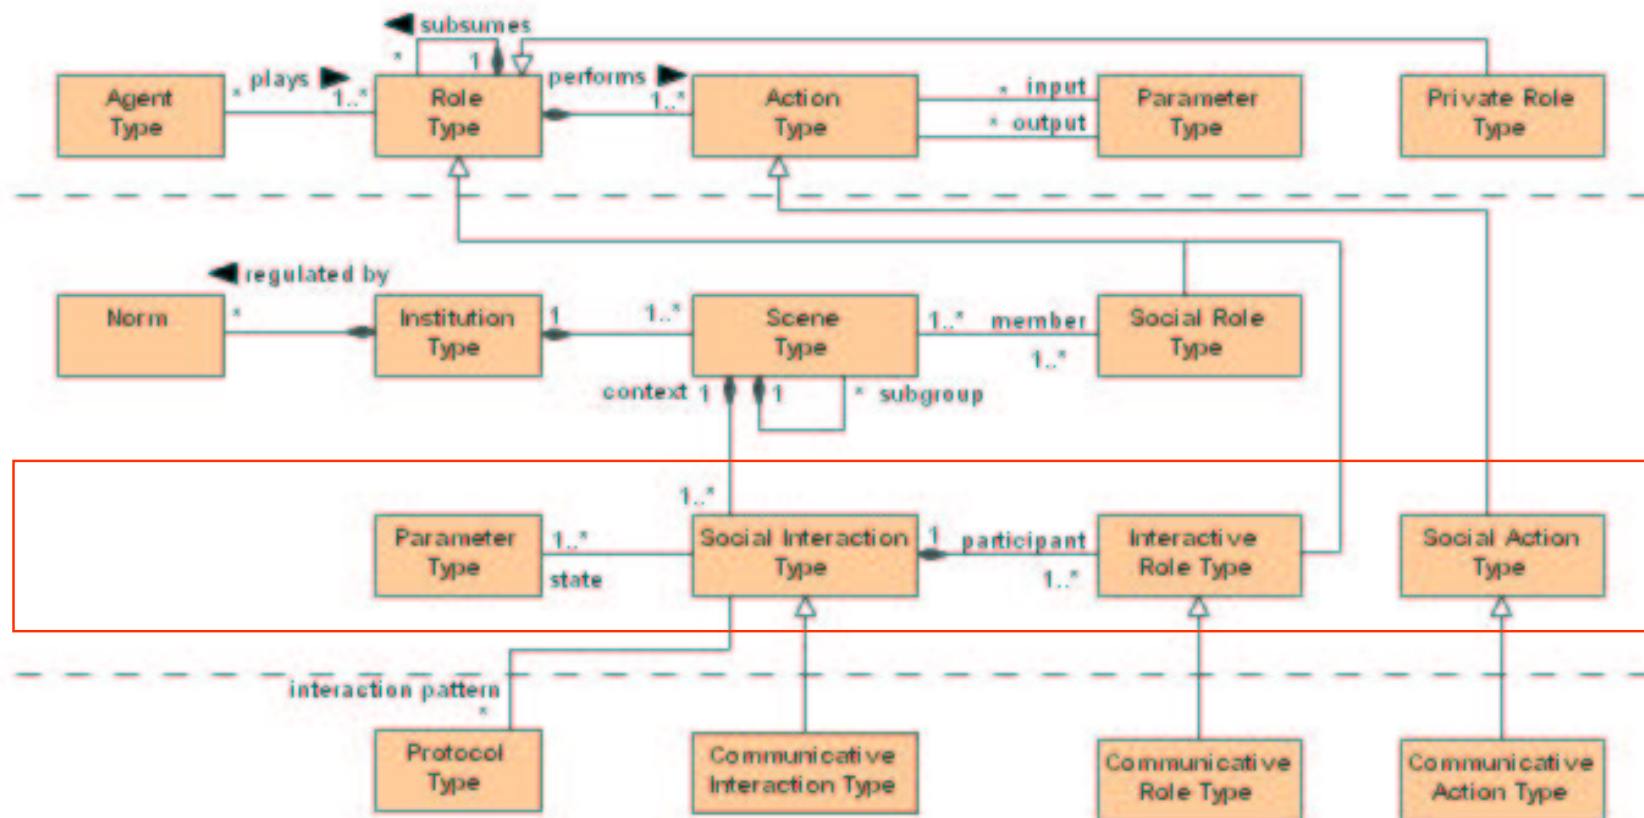 subsumes
* 1
plays
* 1..*
performs
1..*
* input
* output
Agent
Type
Role
Type
Action
Type
Parameter
Type
Private Role
Type
regulated by
*
1
1..*
1..* member
1..*
Norm
Institution
Type
Scene
Type
Social Role
Type
context 1
1
* subgroup
1..*
Parameter
Type
1..*
state
Social Interaction
Type
1
participant
1..*
Interactive
Role Type
Social Action
Type
interaction pattern
*
Protocol
Type
Communicative
Interaction Type
Communicative
Role Type
Communicative
Action Type